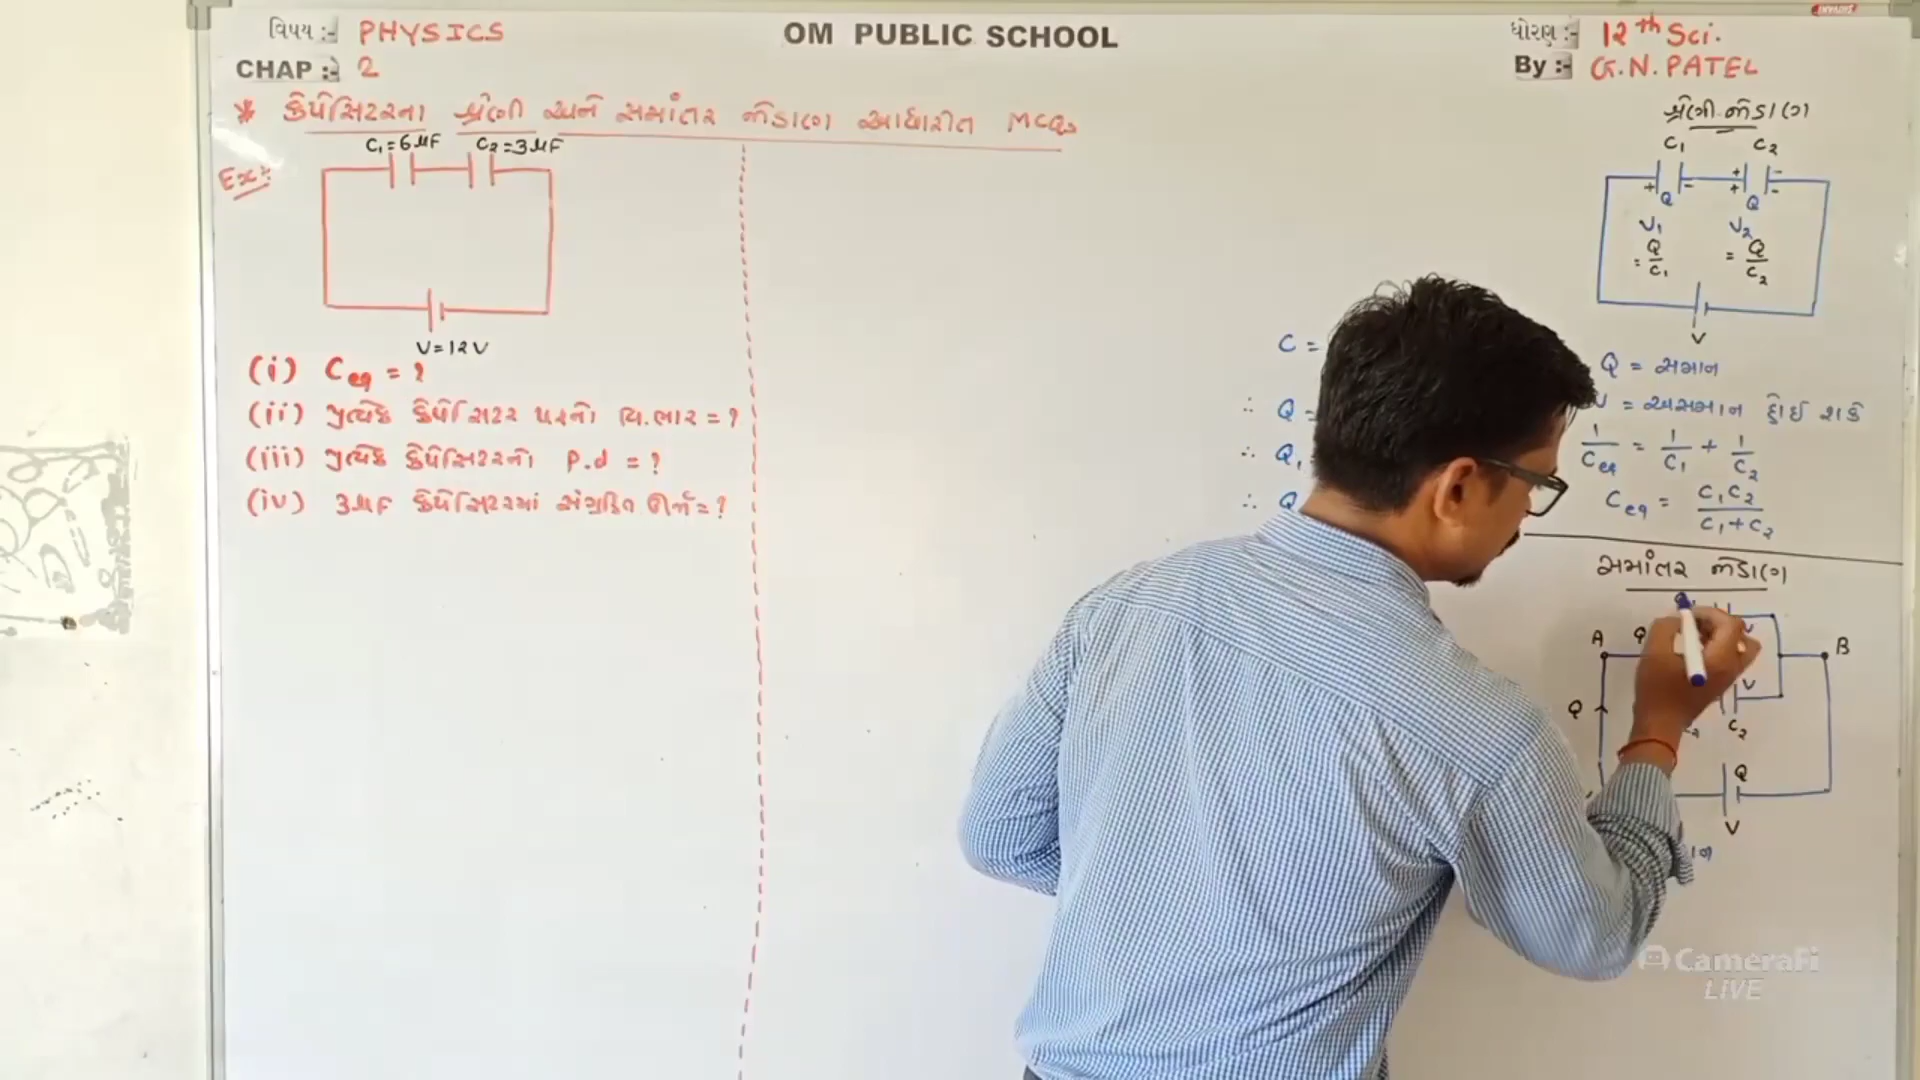 વિષય :- PHYSICS
OM PUBLIC SCHOOL
ધોરણ :- 12th Sci.
CHAP :- 2
By :- G.N. PATEL
* કેપેસિટરના શ્રેણી અને સમાંતર જોડાણ આધારીત MCQs
Ex:-
C₁=6μF C₂=3μF
V=12V
(i) Ceq = ?
(ii) પ્રત્યેક કેપેસિટર પરનો વિ.ભાર = ?
(iii) પ્રત્યેક કેપેસિટરનો P.d = ?
(iv) 3μF કેપેસિટરમાં સંગ્રહિત ઊર્જા = ?
C =
∴ Q =
∴ Q₁
∴ Q
શ્રેણી જોડાણ
C₁ C₂
+ - + -
+ Q + Q -
V₁ V₂
= Q/C₁ = Q/C₂
V
Q = સમાન
V = અસમાન હોઈ શકે
1/Ceq = 1/C₁ + 1/C₂
Ceq = C₁C₂/C₁+C₂
સમાંતર જોડાણ
A Q V B
Q V
C₂
Q
V